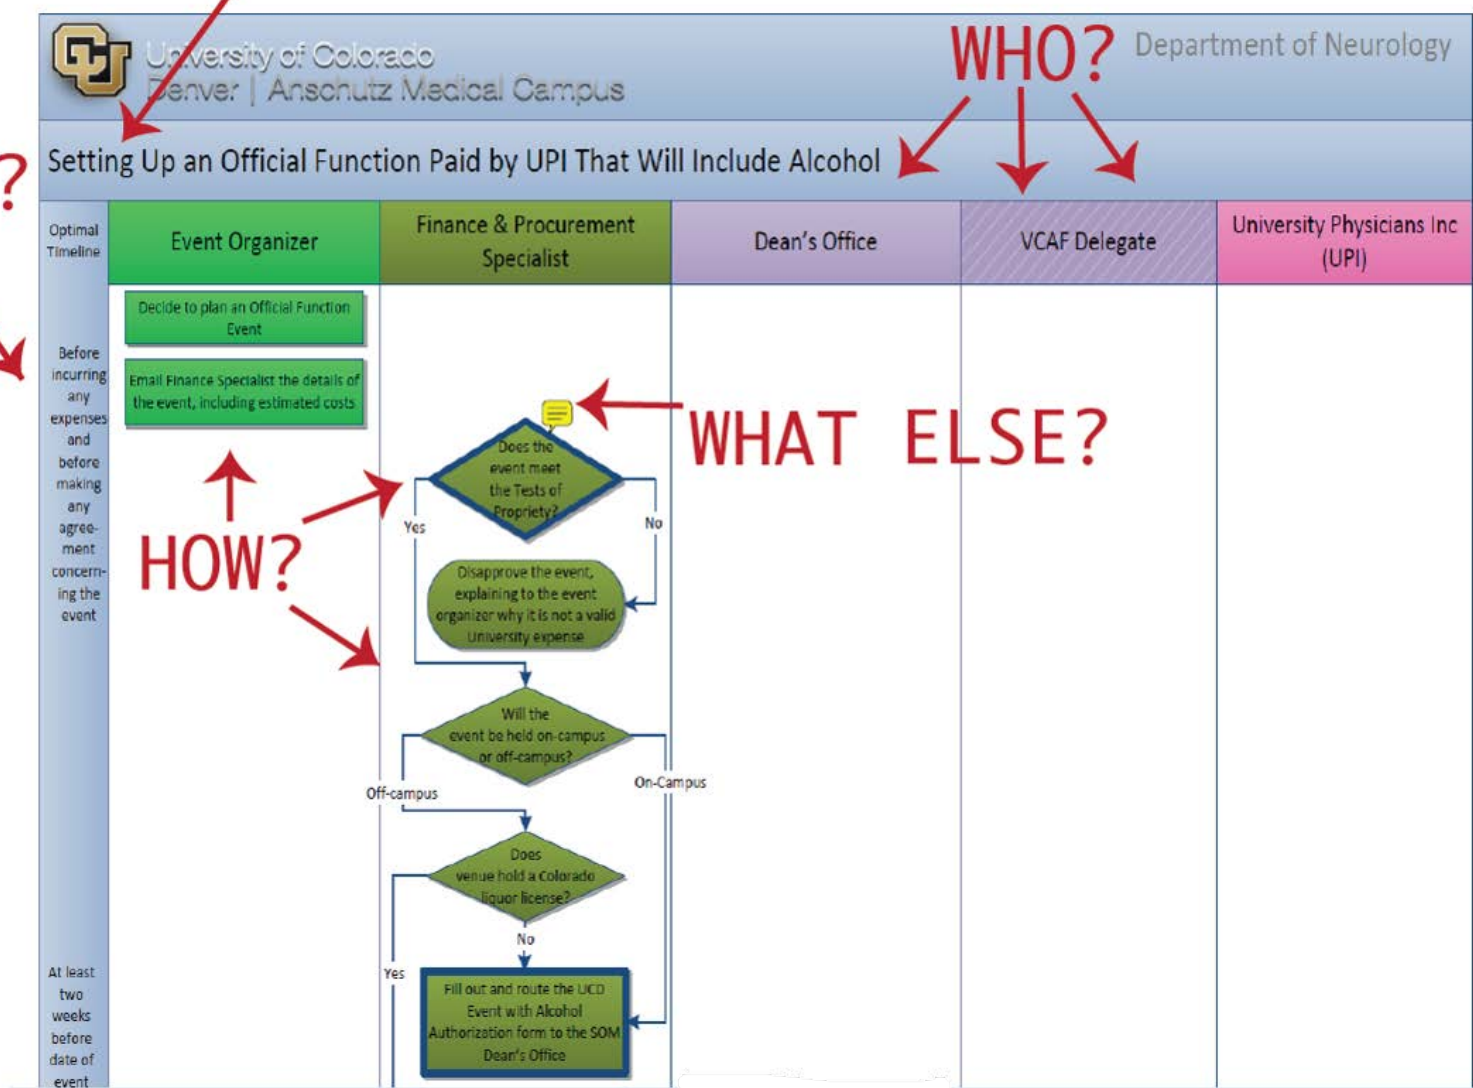 University of Colorado
Denver | Anschutz Medical Campus
WHO?
Department of Neurology
?
Setting Up an Official Function Paid by UPI That Will Include Alcohol
Optimal
Timeline
Event Organizer
Finance & Procurement
Specialist
Dean's Office
VCAF Delegate
University Physicians Inc
(UPI)
Before
incurring
any
expenses
and
before
making
any
agree-
ment
concern-
ing the
event
Decide to plan an Official Function
Event
Email Finance Specialist the details of
the event, including estimated costs
WHAT ELSE?
HOW?
Does the
event meet
the Tests of
Propriety?
Yes
No
Disapprove the event,
explaining to the event
organizer why it is not a valid
University expense
Will the
event be held on-campus
or off-campus?
Off-campus
On-Campus
Does
venue hold a Colorado
liquor license?
No
Yes
At least
two
weeks
before
date of
event
Fill out and route the UCD
Event with Alcohol
Authorization form to the SOM
Dean's Office